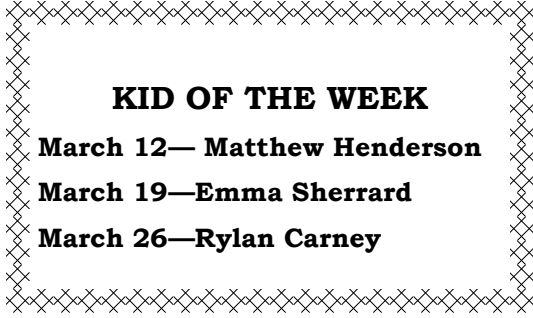 KID OF THE WEEK
March 12— Matthew Henderson
March 19—Emma Sherrard
March 26—Rylan Carney